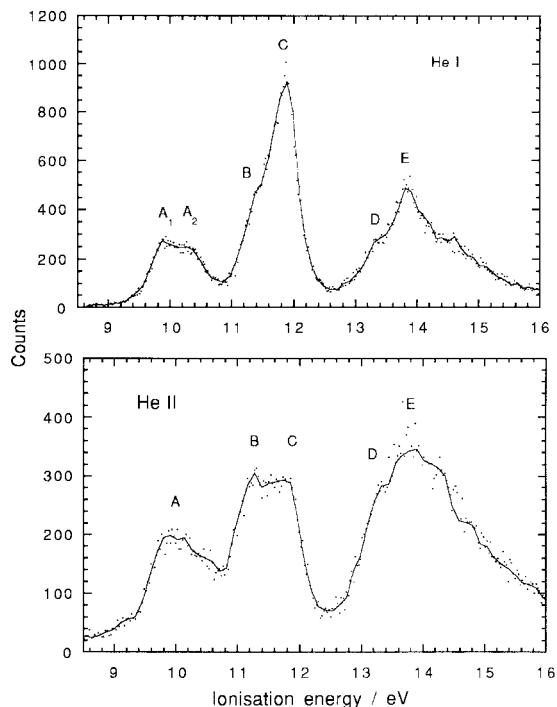 1200
C
1000
He I
800
600
B
E
400
A1 A2
D
200
0
9 10 11 12 13 14 15 16
Counts
500
He II
400
E
B C
D
300
A
200
100
0
9 10 11 12 13 14 15 16
Ionisation energy / eV